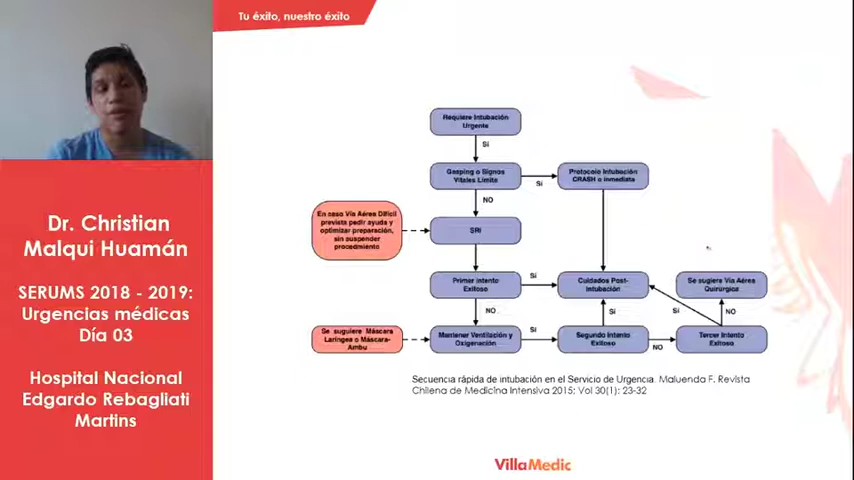 Tu éxito, nuestro éxito
Dr. Christian
Malqui Huamán
SERUMS 2018 - 2019:
Urgencias médicas
Día 03
Hospital Nacional
Edgardo Rebagliati
Martins
Requiere Intubación
Urgente
Sí
Gasping o Signos
Vitales Límite
Sí
Protocolo Intubación
CRASH o inmediata
NO
En caso Vía Aérea Difícil
prevista pedir ayuda y
optimizar preparación,
sin suspender
procedimiento
SRI
Primer Intento
Exitoso
Sí
Cuidados Post-
Intubación
Se sugiere Vía Aérea
Quirúrgica
NO
Sí
Sí
NO
Se suguiere Máscara
Laríngea o Máscara-
Ambu
Mantener Ventilación y
Oxigenación
Sí
Segundo Intento
Exitoso
NO
Tercer Intento
Exitoso
Secuencia rápida de intubación en el Servicio de Urgencia. Maluenda F. Revista
Chilena de Medicina Intensiva 2015; Vol 30(1): 23-32
VillaMedic